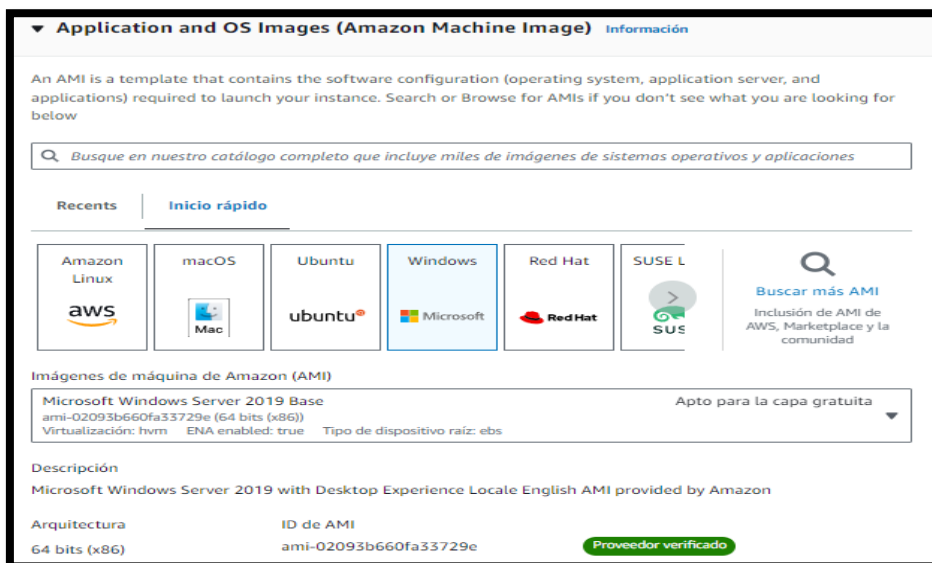 Application and OS Images (Amazon Machine Image) Información
An AMI is a template that contains the software configuration (operating system, application server, and
applications) required to launch your instance. Search or Browse for AMIs if you don't see what you are looking for
below
Busque en nuestro catálogo completo que incluye miles de imágenes de sistemas operativos y aplicaciones
Recents Inicio rápido
Amazon
Linux
aws
macOS
Mac
Ubuntu
ubuntu®
Windows
Microsoft
Red Hat
Red Hat
SUSE L
SUS
Buscar más AMI
Inclusión de AMI de
AWS, Marketplace y la
comunidad
Imágenes de máquina de Amazon (AMI)
Microsoft Windows Server 2019 Base Apto para la capa gratuita
ami-02093b660fa33729e (64 bits (x86))
Virtualización: hvm ENA enabled: true Tipo de dispositivo raíz: ebs
Descripción
Microsoft Windows Server 2019 with Desktop Experience Locale English AMI provided by Amazon
Arquitectura ID de AMI
64 bits (x86) ami-02093b660fa33729e Proveedor verificado